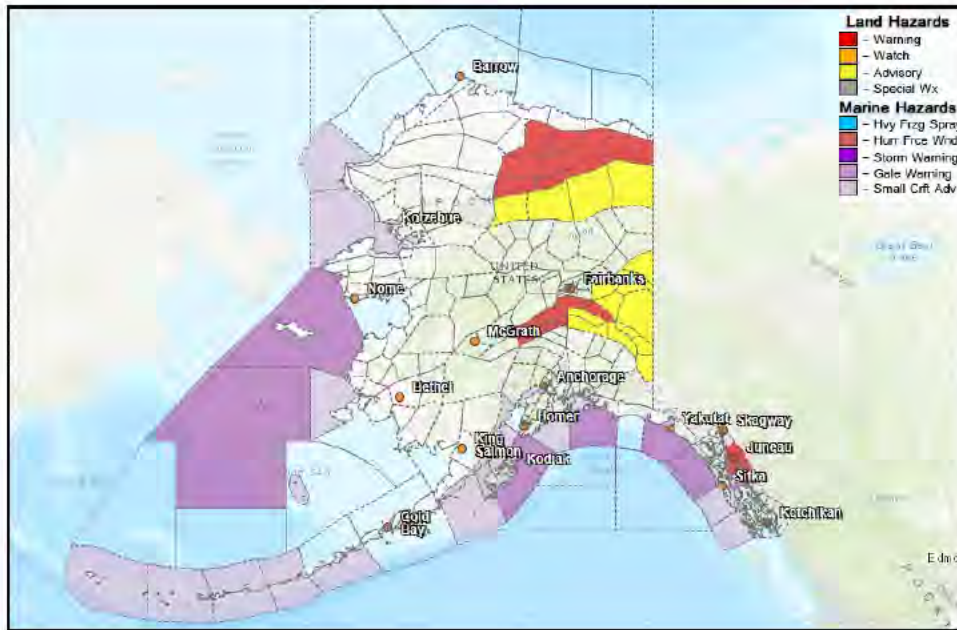 Land Hazards
- Warning
- Watch
- Advisory
- Special Wx
Marine Hazards
- Hvy Frzg Spray
- Hurr Frce Wnd
- Storm Warning
- Gale Warning
- Small Crft Adv
Barrow
Kotzebue
UNITED
STATES
Fairbanks
Nome
McGrath
Anchorage
Bethel
Homer
Yakutat
Skagway
King
Salmon
Kodiak
Juneau
Sitka
Cold
Bay
Ketchikan